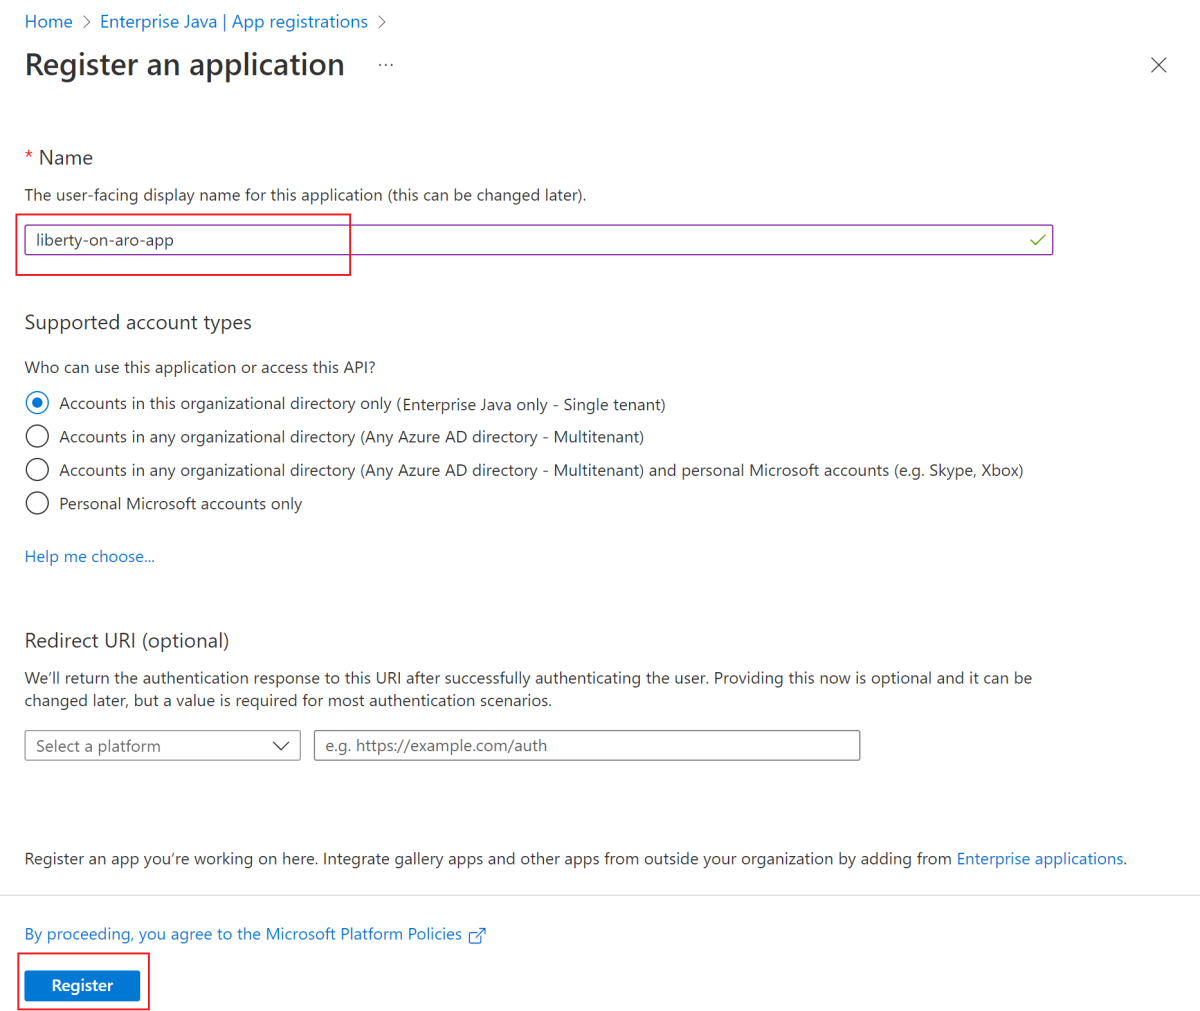 Home > Enterprise Java | App registrations >
Register an application ...
* Name
The user-facing display name for this application (this can be changed later).
liberty-on-aro-app
Supported account types
Who can use this application or access this API?
Accounts in this organizational directory only (Enterprise Java only - Single tenant)
Accounts in any organizational directory (Any Azure AD directory - Multitenant)
Accounts in any organizational directory (Any Azure AD directory - Multitenant) and personal Microsoft accounts (e.g. Skype, Xbox)
Personal Microsoft accounts only
Help me choose...
Redirect URI (optional)
We’ll return the authentication response to this URI after successfully authenticating the user. Providing this now is optional and it can be
changed later, but a value is required for most authentication scenarios.
Select a platform e.g. https://example.com/auth
Register an app you’re working on here. Integrate gallery apps and other apps from outside your organization by adding from Enterprise applications.
By proceeding, you agree to the Microsoft Platform Policies
Register